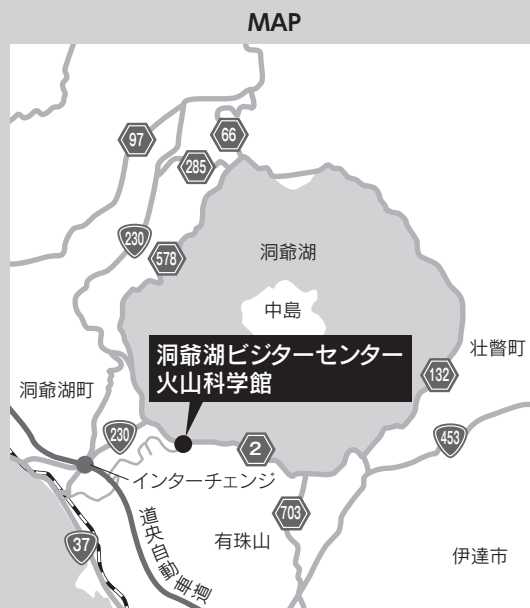 MAP
97
66
285
230
578
洞爺湖
中島
洞爺湖ビジターセンター
火山科学館
壮瞥町
132
洞爺湖町
230
2
453
インターチェンジ
703
道央自動車道
有珠山
37
伊達市